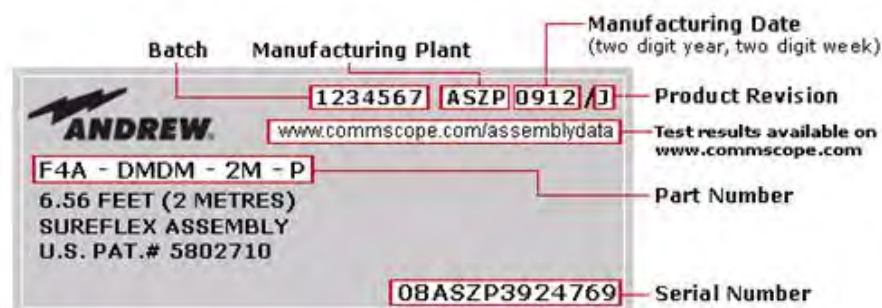 Manufacturing Date
(two digit year, two digit week)
Batch Manufacturing Plant
1234567 ASZP 0912/J Product Revision
ANDREW.
www.commscope.com/assemblydata Test results available on
www.commscope.com
F4A - DMDM - 2M - P
Part Number
6.56 FEET (2 METRES)
SUREFLEX ASSEMBLY
U.S. PAT.# 5802710
08ASZP3924769 Serial Number